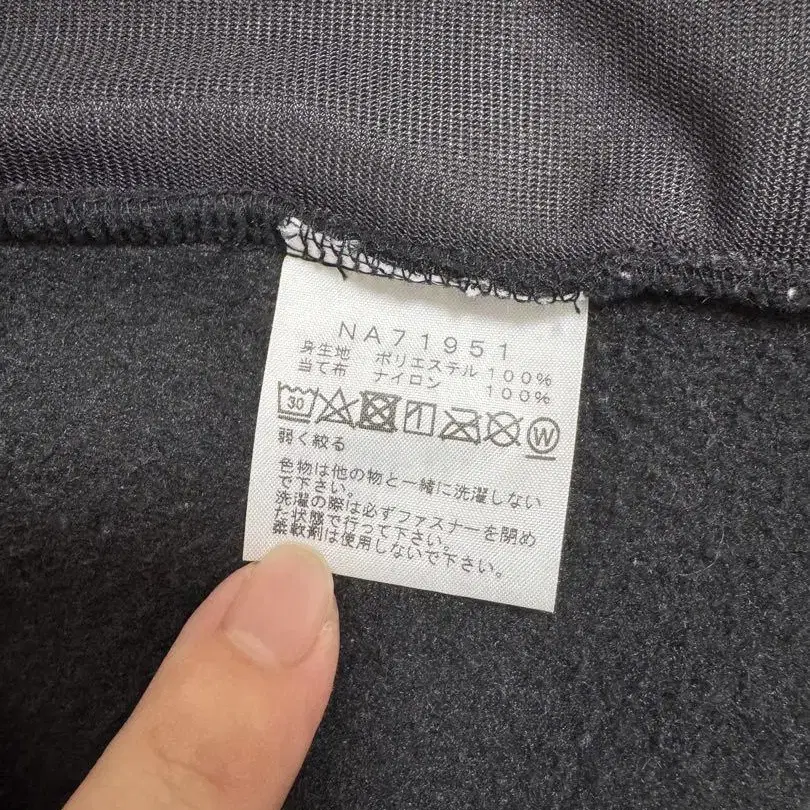 NA71951
身生地 ポリエステル 100%
当て布 ナイロン 100%
30 W
弱く絞る
色物は他の物と一緒に洗濯しない
で下さい。
洗濯の際は必ずファスナーを閉め
た状態で行って下さい。
柔軟剤は使用しないで下さい。